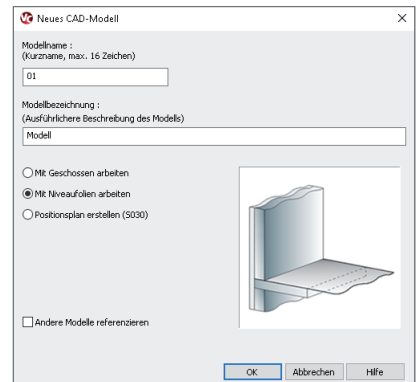 Neues CAD-Modell
Modellname :
(Kurzname, max. 16 Zeichen)
01
Modellbezeichnung :
(Ausführlichere Beschreibung des Modells)
Modell
Mit Geschossen arbeiten
Mit Niveaufolien arbeiten
Positionsplan erstellen (S030)
Andere Modelle referenzieren
OK Abbrechen Hilfe